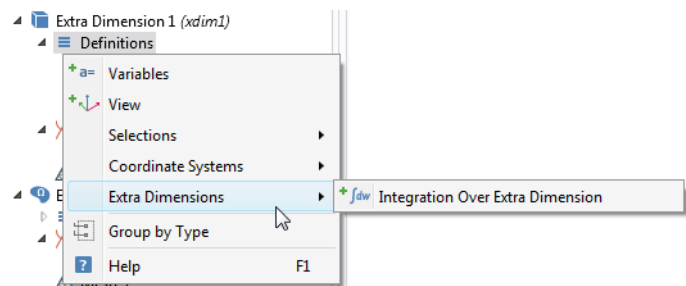 Extra Dimension 1 (xdim1)
Definitions
a= Variables
View
Selections
Coordinate Systems
Extra Dimensions
∫dw Integration Over Extra Dimension
Group by Type
? Help F1